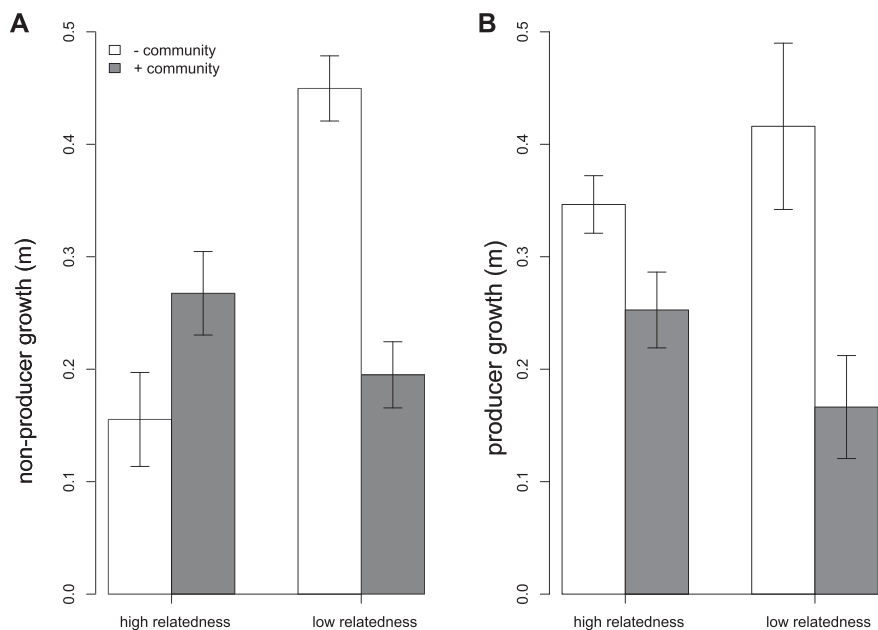 A
B
- community
+ community
non-producer growth (m)
0.0
0.1
0.2
0.3
0.4
0.5
high relatedness
low relatedness
producer growth (m)
0.0
0.1
0.2
0.3
0.4
0.5
high relatedness
low relatedness